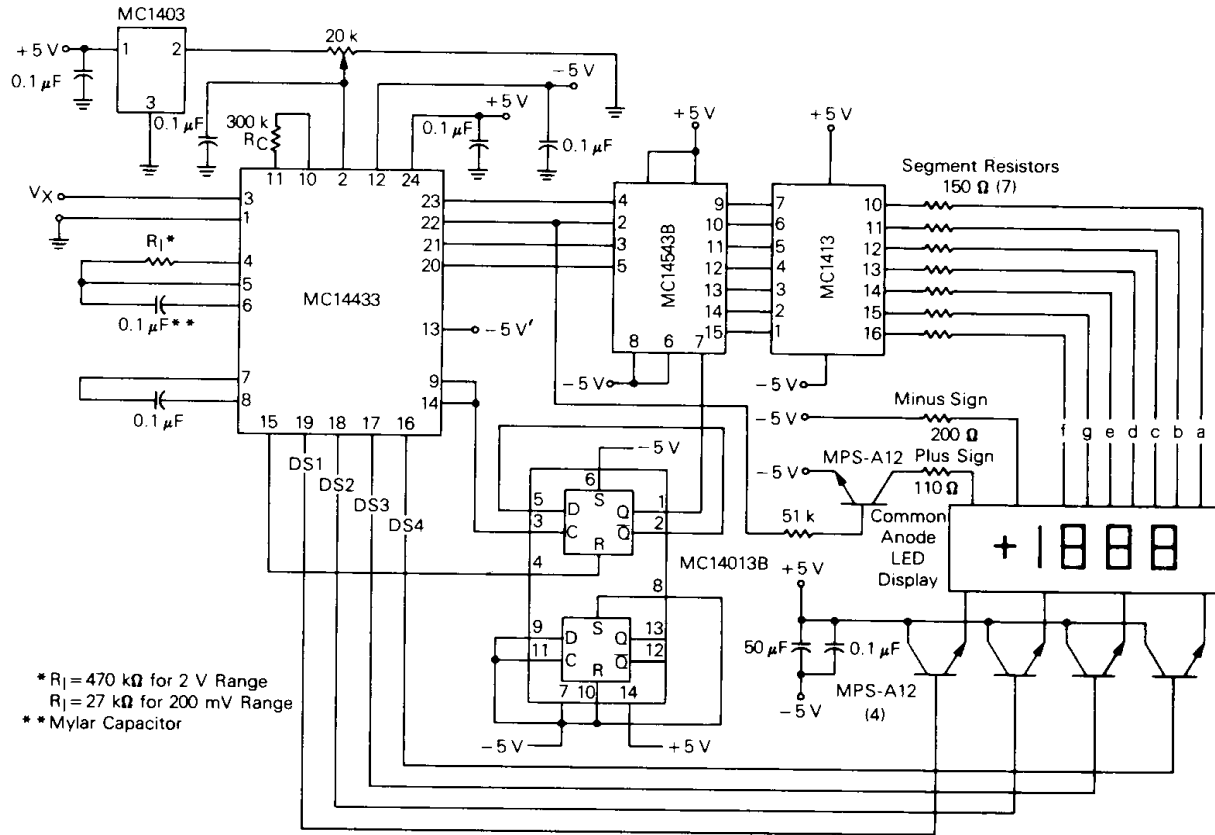 MC1403
+5 V
1
2
3
0.1 µF
20 k
0.1 µF
300 k
R_C
-5 V
+5 V
0.1 µF
0.1 µF
11 10 2 12 24
V_X
3
1
R_I*
4
5
6
0.1 µF**
7
8
0.1 µF
MC14433
23
22
21
20
13
-5 V'
9
14
15 19 18 17 16
DS1
DS2
DS3
DS4
+5 V
4
2
3
5
MC14543B
9
10
11
12
13
14
15
8 6 7
-5 V
+5 V
7
6
5
4
3
2
1
MC1413
10
11
12
13
14
15
16
-5 V
Segment Resistors
150 Ω (7)
f g e d c b a
-5 V
Minus Sign
200 Ω
MPS-A12
Plus Sign
-5 V
110 Ω
51 k
Common
Anode
LED
Display
-5 V
6
5 D S Q 1
3 C Q 2
R
4
MC14013B
8
9 D S Q 13
11 C Q 12
R
7 10 14
-5 V
+5 V
+5 V
50 µF
0.1 µF
-5 V
MPS-A12
(4)
* R_I = 470 kΩ for 2 V Range
R_I = 27 kΩ for 200 mV Range
** Mylar Capacitor